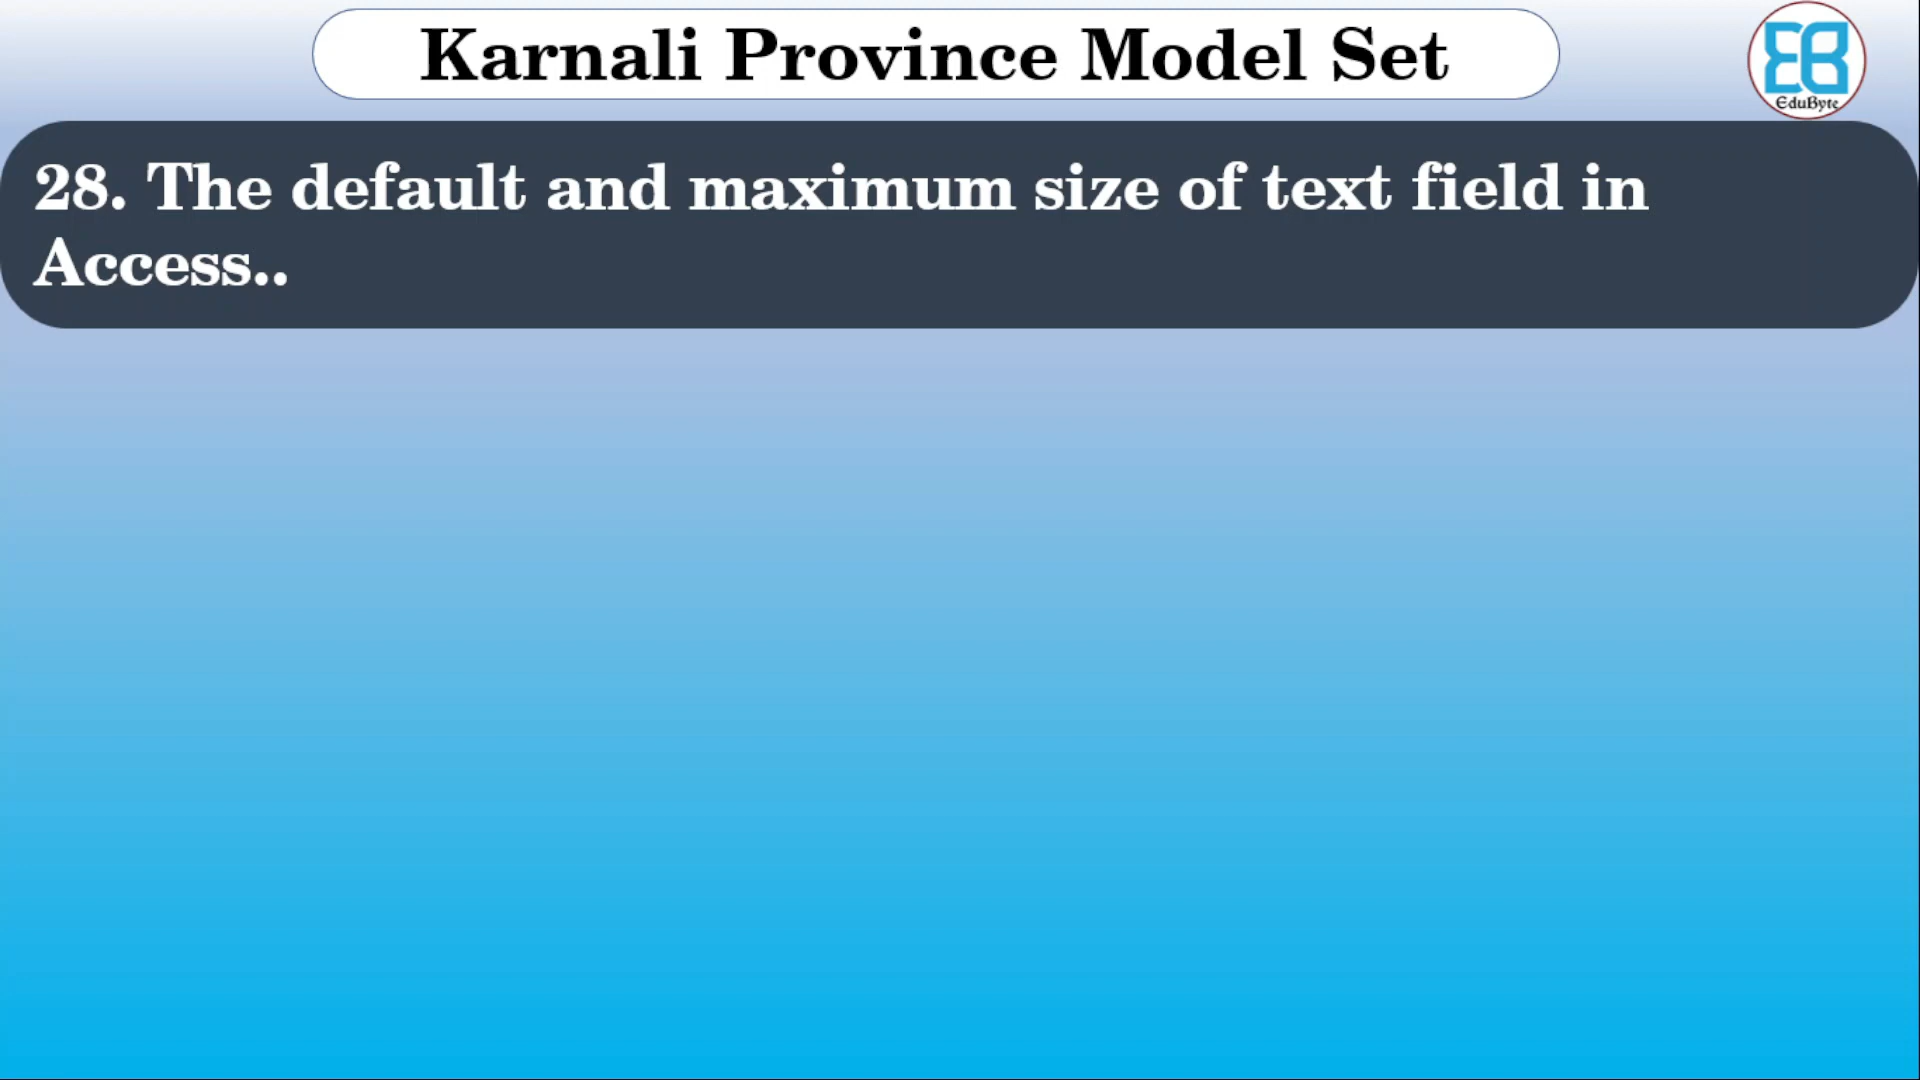 Karnali Province Model Set
EduByte
28. The default and maximum size of text field in
Access..